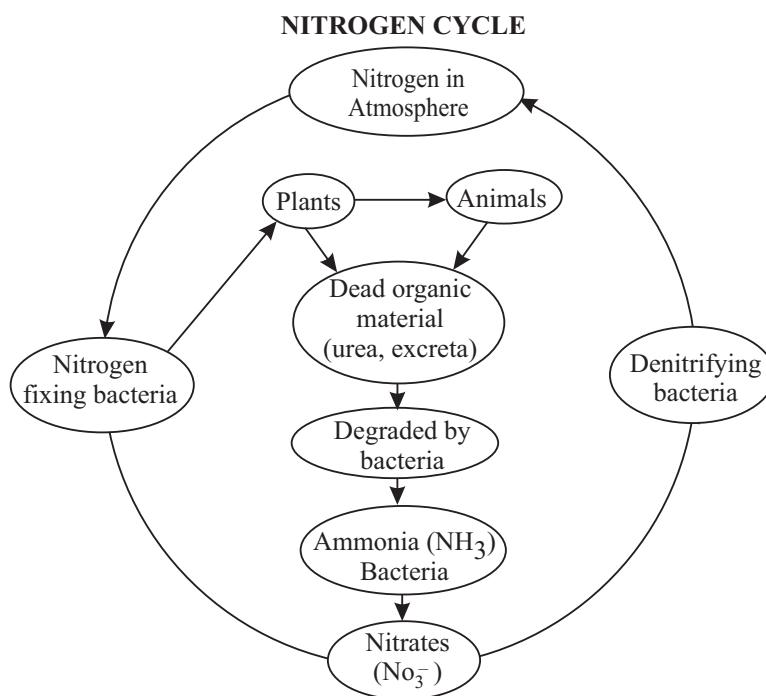 NITROGEN CYCLE
Nitrogen in
Atmosphere
Plants
Animals
Dead organic
material
(urea, excreta)
Nitrogen
fixing bacteria
Denitrifying
bacteria
Degraded by
bacteria
Ammonia (NH₃)
Bacteria
Nitrates
(No₃⁻)